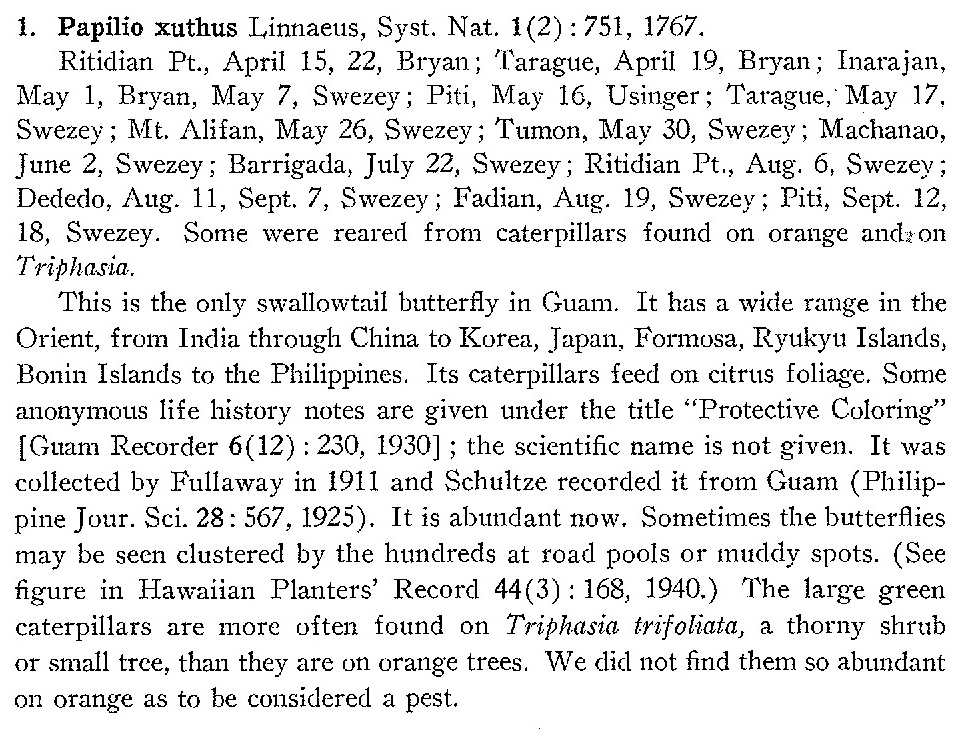 1. Papilio xuthus Linnaeus, Syst. Nat. 1(2) : 751, 1767.
Ritidian Pt., April 15, 22, Bryan; Tarague, April 19, Bryan; Inarajan,
May 1, Bryan, May 7, Swezey; Piti, May 16, Usinger; Tarague, May 17,
Swezey; Mt. Alifan, May 26, Swezey; Tumon, May 30, Swezey; Machanao,
June 2, Swezey; Barrigada, July 22, Swezey; Ritidian Pt., Aug. 6, Swezey;
Dededo, Aug. 11, Sept. 7, Swezey; Fadian, Aug. 19, Swezey; Piti, Sept. 12,
18, Swezey. Some were reared from caterpillars found on orange and on
Triphasia.
This is the only swallowtail butterfly in Guam. It has a wide range in the
Orient, from India through China to Korea, Japan, Formosa, Ryukyu Islands,
Bonin Islands to the Philippines. Its caterpillars feed on citrus foliage. Some
anonymous life history notes are given under the title “Protective Coloring”
[Guam Recorder 6(12) : 230, 1930] ; the scientific name is not given. It was
collected by Fullaway in 1911 and Schultze recorded it from Guam (Philip-
pine Jour. Sci. 28 : 567, 1925). It is abundant now. Sometimes the butterflies
may be seen clustered by the hundreds at road pools or muddy spots. (See
figure in Hawaiian Planters’ Record 44(3) : 168, 1940.) The large green
caterpillars are more often found on Triphasia trifoliata, a thorny shrub
or small tree, than they are on orange trees. We did not find them so abundant
on orange as to be considered a pest.